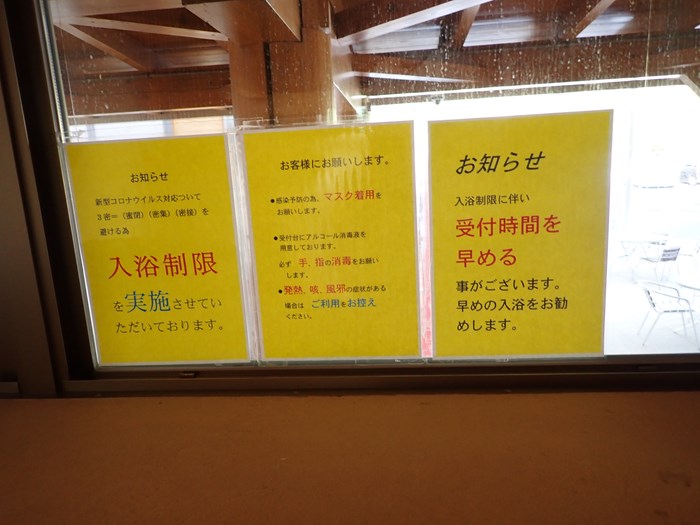 お知らせ
新型コロナウイルス対応ついて
3密=(密閉)(密集)(密接)を
避ける為
入浴制限
を実施させてい
ただいております。
お客様にお願いします。
●感染予防の為、マスク着用を
お願いします。
●受付台にアルコール消毒液を
用意しております。
必ず 手、指の消毒をお願い
します。
●発熱、咳、風邪の症状がある
場合は ご利用をお控え
ください。
お知らせ
入浴制限に伴い
受付時間を
早める
事がございます。
早めの入浴をお勧
めします。